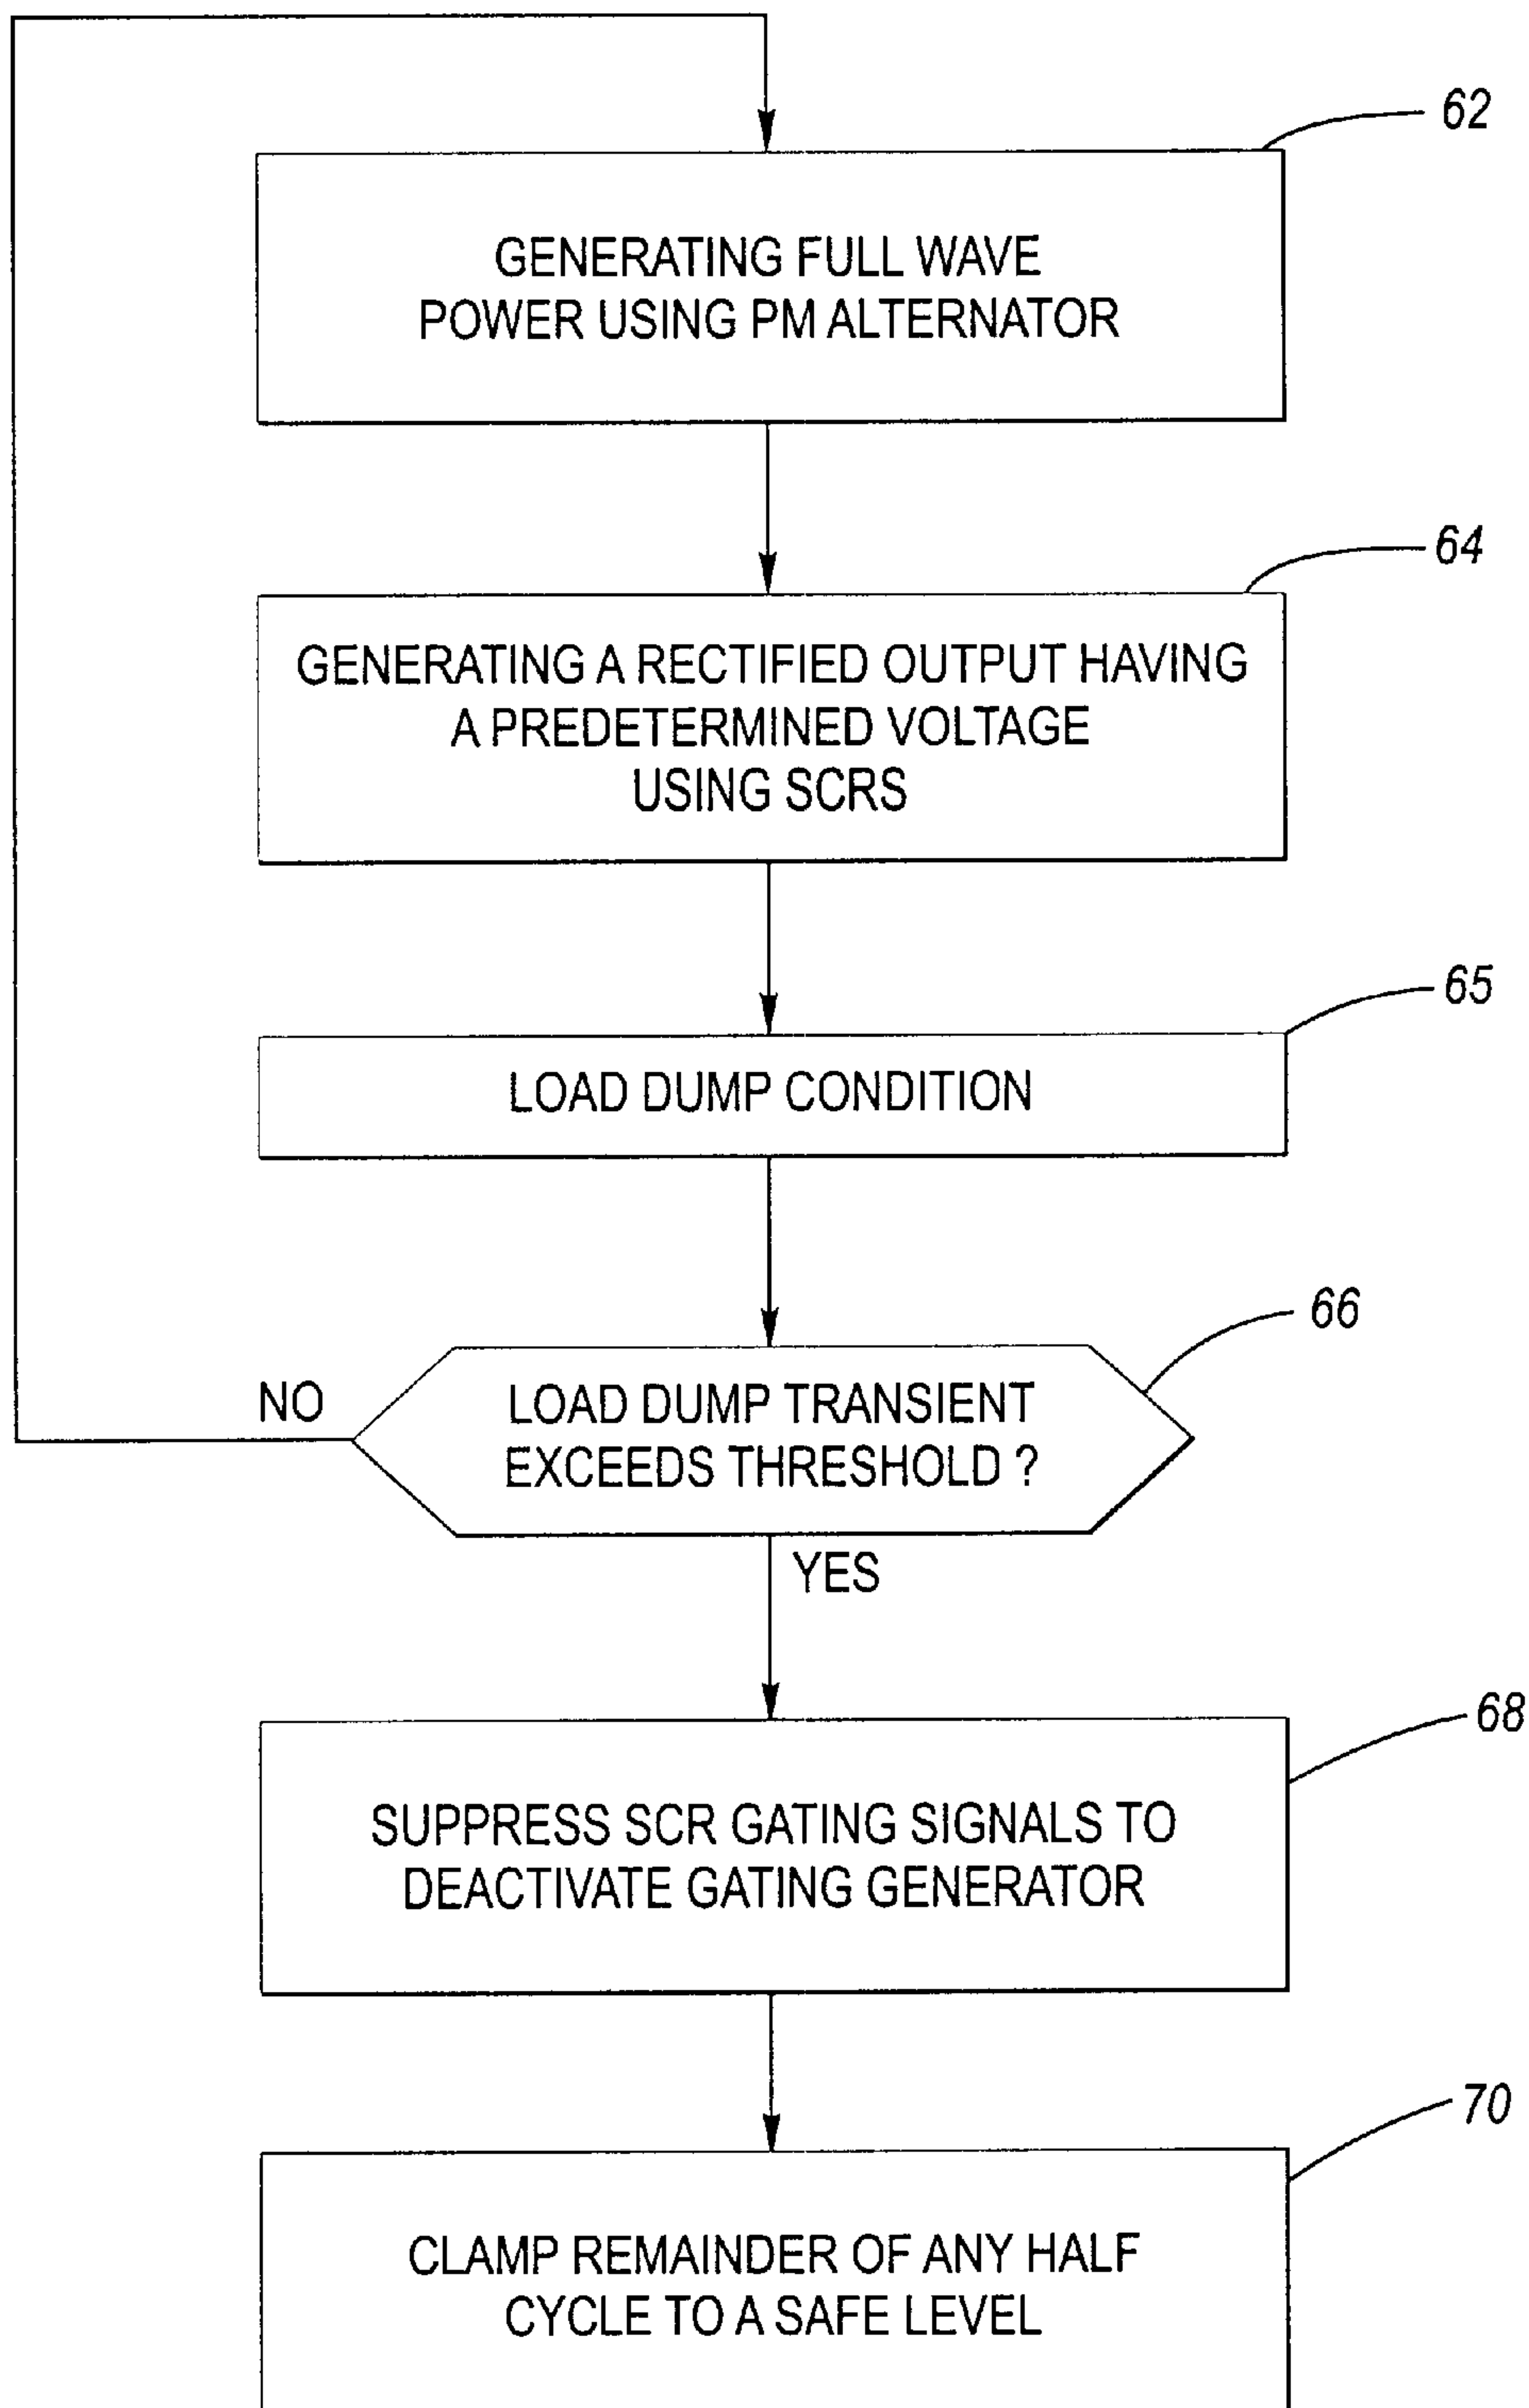 62
GENERATING FULL WAVE
POWER USING PM ALTERNATOR
64
GENERATING A RECTIFIED OUTPUT HAVING
A PREDETERMINED VOLTAGE
USING SCRS
65
LOAD DUMP CONDITION
66
NO
LOAD DUMP TRANSIENT
EXCEEDS THRESHOLD ?
YES
68
SUPPRESS SCR GATING SIGNALS TO
DEACTIVATE GATING GENERATOR
70
CLAMP REMAINDER OF ANY HALF
CYCLE TO A SAFE LEVEL